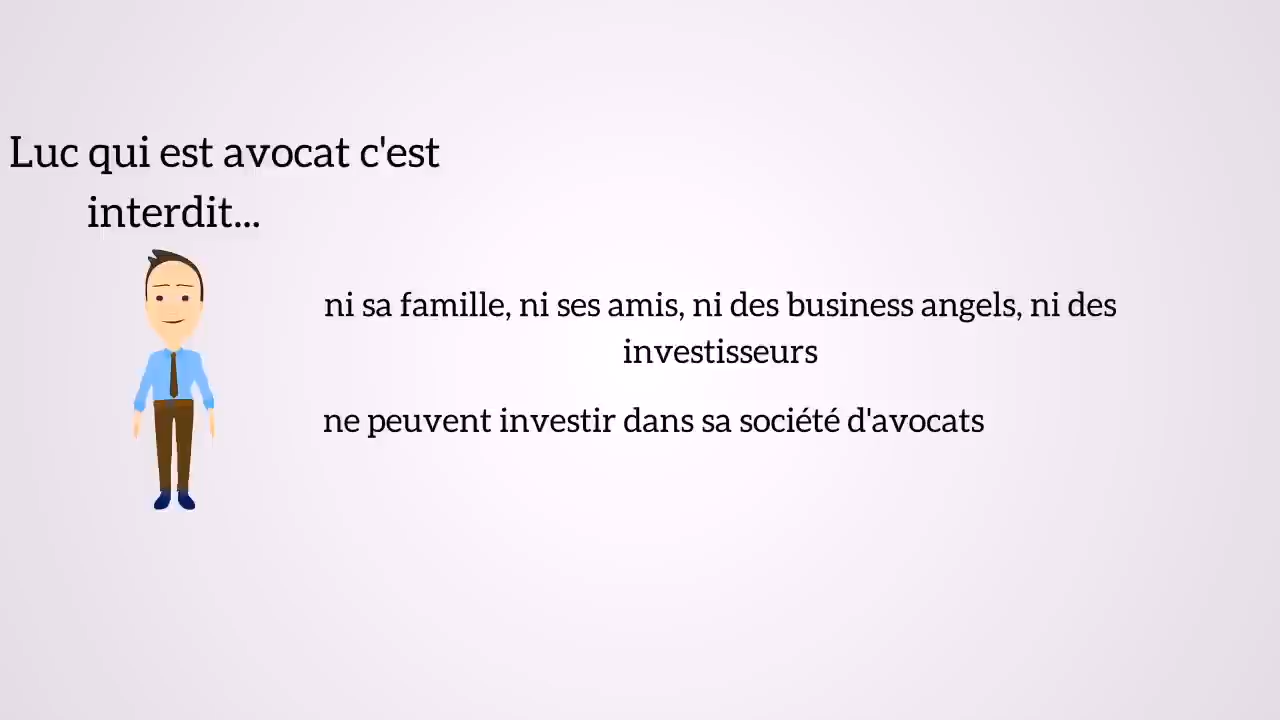 Luc qui est avocat c'est
interdit...
ni sa famille, ni ses amis, ni des business angels, ni des
investisseurs
ne peuvent investir dans sa société d'avocats